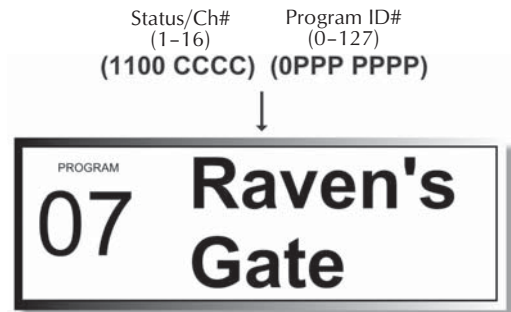 Status/Ch# Program ID#
(1–16) (0–127)
(1100 CCCC) (0PPP PPPP)
PROGRAM
07
Raven's
Gate